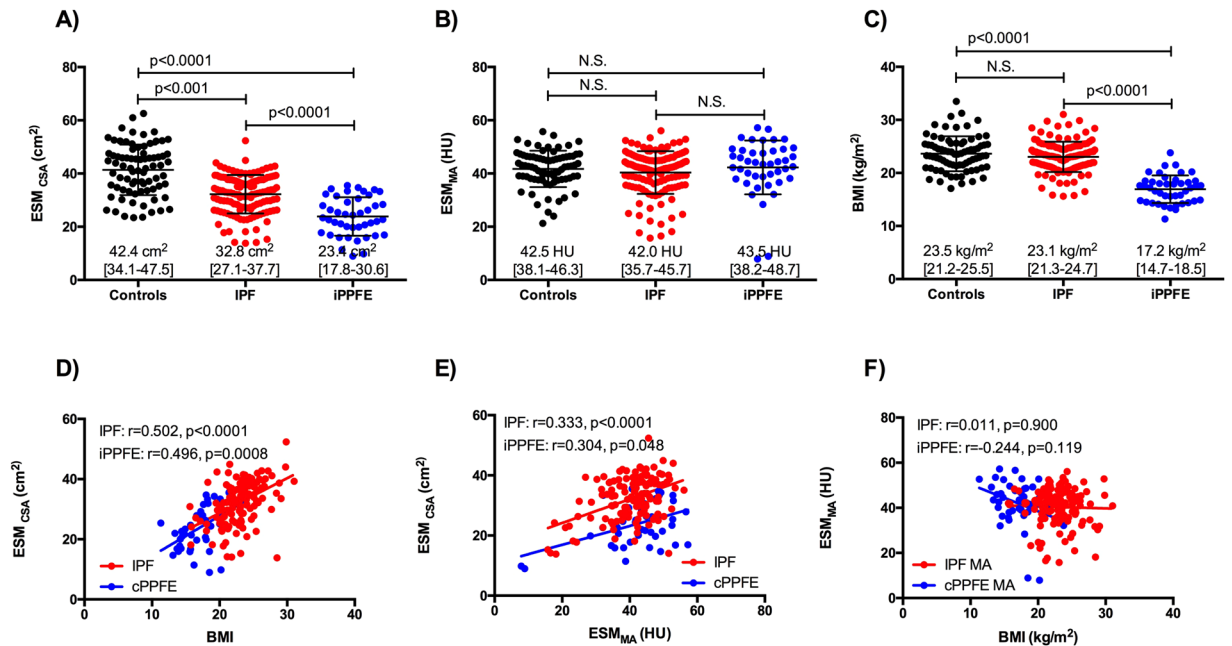 A)
p<0.0001
p<0.001
p<0.0001
ESM CSA (cm²)
80
60
40
20
0
42.4 cm²
[34.1-47.5]
32.8 cm²
[27.1-37.7]
23.4 cm²
[17.8-30.6]
Controls
IPF
iPPFE
B)
N.S.
N.S.
N.S.
ESM MA (HU)
80
60
40
20
0
42.5 HU
[38.1-46.3]
42.0 HU
[35.7-45.7]
43.5 HU
[38.2-48.7]
Controls
IPF
iPPFE
C)
p<0.0001
N.S.
p<0.0001
BMI (kg/m²)
40
30
20
10
0
23.5 kg/m²
[21.2-25.5]
23.1 kg/m²
[21.3-24.7]
17.2 kg/m²
[14.7-18.5]
Controls
IPF
iPPFE
D)
IPF: r=0.502, p<0.0001
iPPFE: r=0.496, p=0.0008
ESM CSA (cm²)
60
40
20
0
IPF
cPPFE
0
10
20
30
40
BMI
E)
IPF: r=0.333, p<0.0001
iPPFE: r=0.304, p=0.048
ESM CSA (cm²)
60
40
20
0
IPF
cPPFE
0
20
40
60
80
ESM MA (HU)
F)
IPF: r=0.011, p=0.900
iPPFE: r=-0.244, p=0.119
ESM MA (HU)
80
60
40
20
0
IPF MA
cPPFE MA
0
10
20
30
40
BMI (kg/m²)